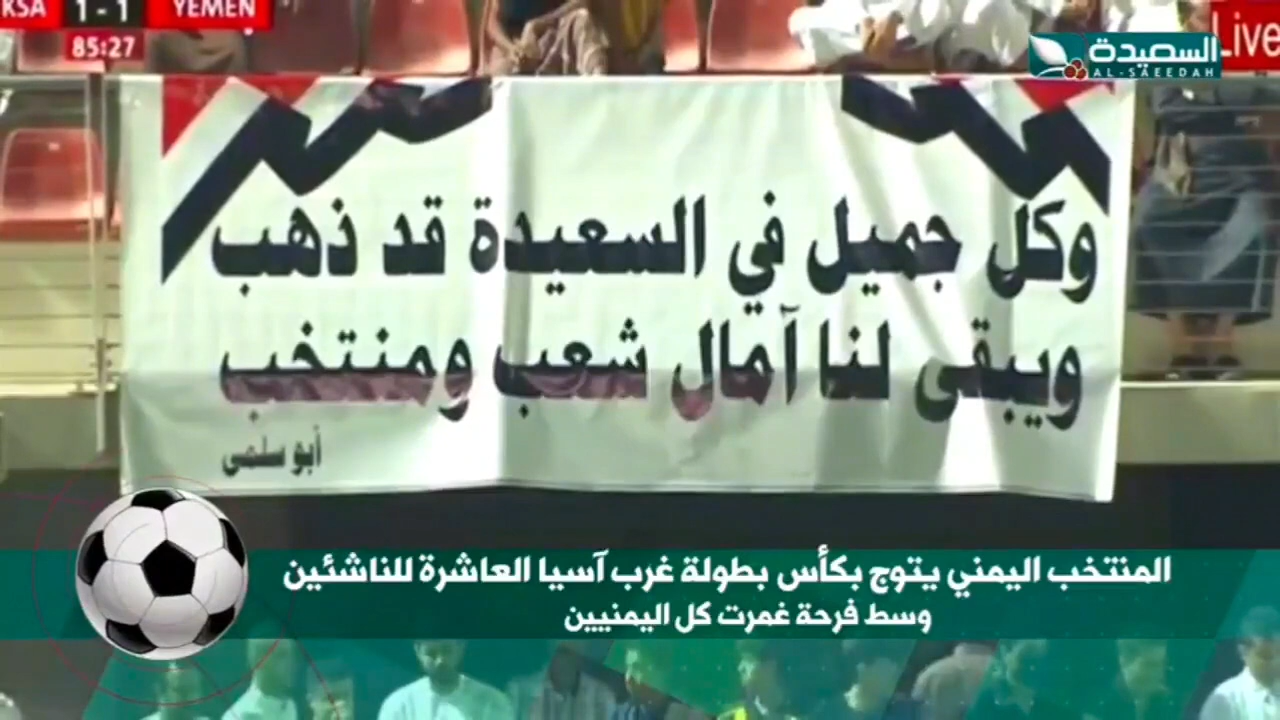 KSA 1 - 1 YEMEN
85:27
السعيدة
AL-SAEEDAH
Live
وكل جميل في السعيدة قد ذهب
ويبقى لنا آمال شعب ومنتخب
أبو سلمى
المنتخب اليمني يتوج بكأس بطولة غرب آسيا العاشرة للناشئين
وسط فرحة غمرت كل اليمنيين